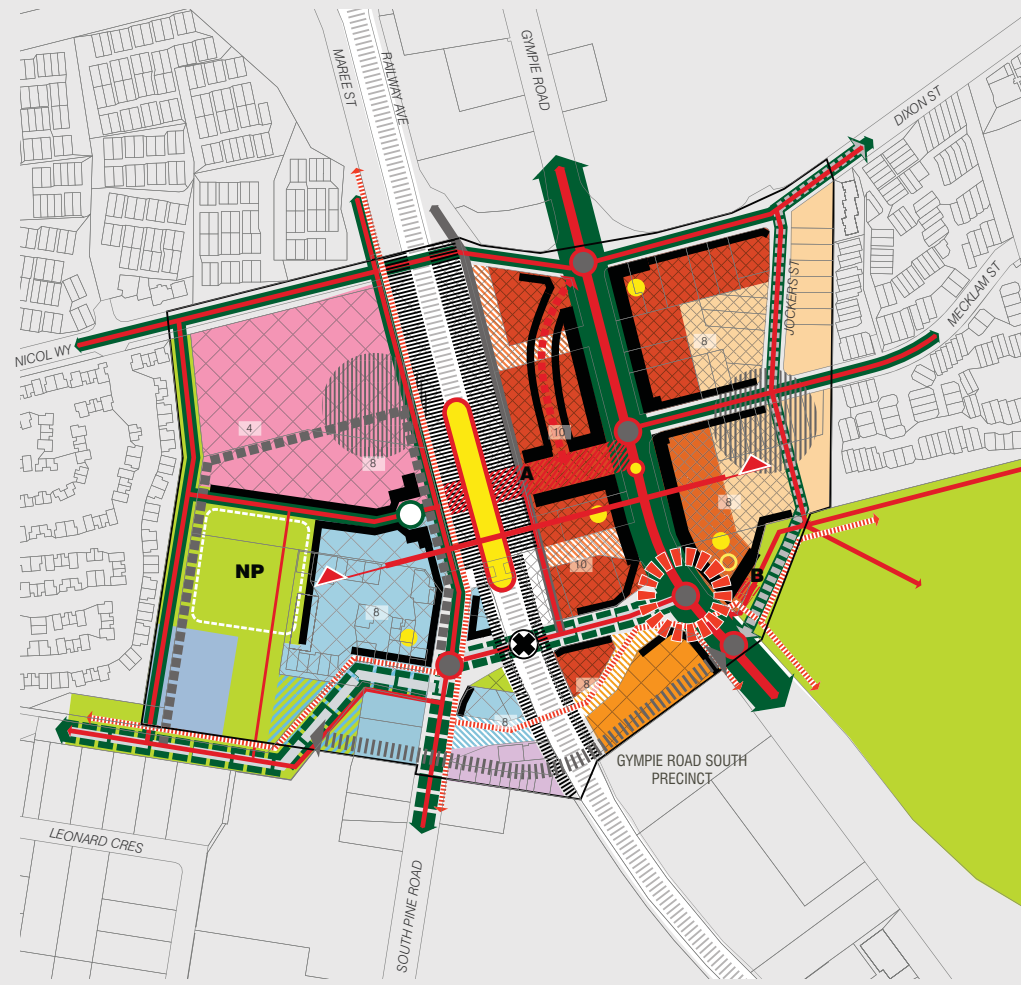 MAREE ST
RAILWAY AVE
GYMPIE ROAD
DIXON ST
JOCKERS ST
MECKLAM ST
NICOL WY
8
4
10
8
A
8
10
NP
B
8
8
8
GYMPIE ROAD SOUTH
PRECINCT
LEONARD CRES
SOUTH PINE ROAD